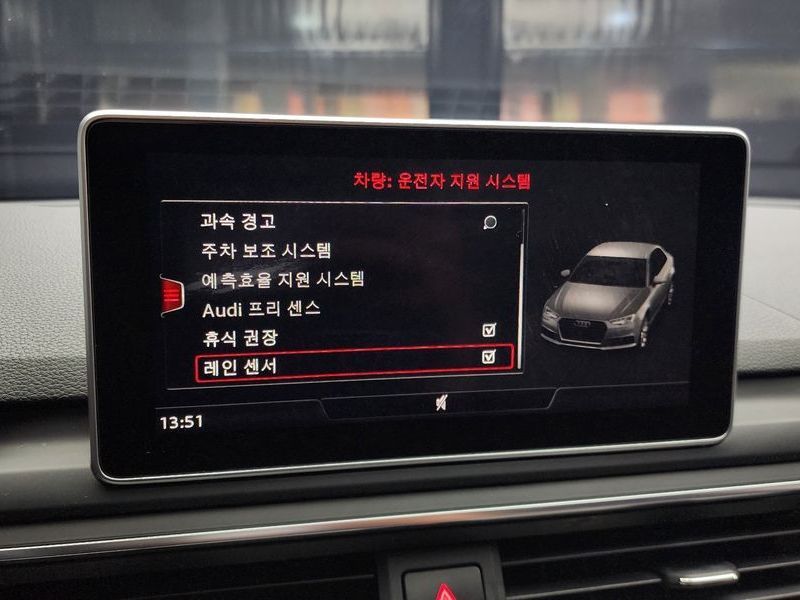 차량: 운전자 지원 시스템
과속 경고
주차 보조 시스템
예측효율 지원 시스템
Audi 프리 센스
휴식 권장
레인 센서
13:51